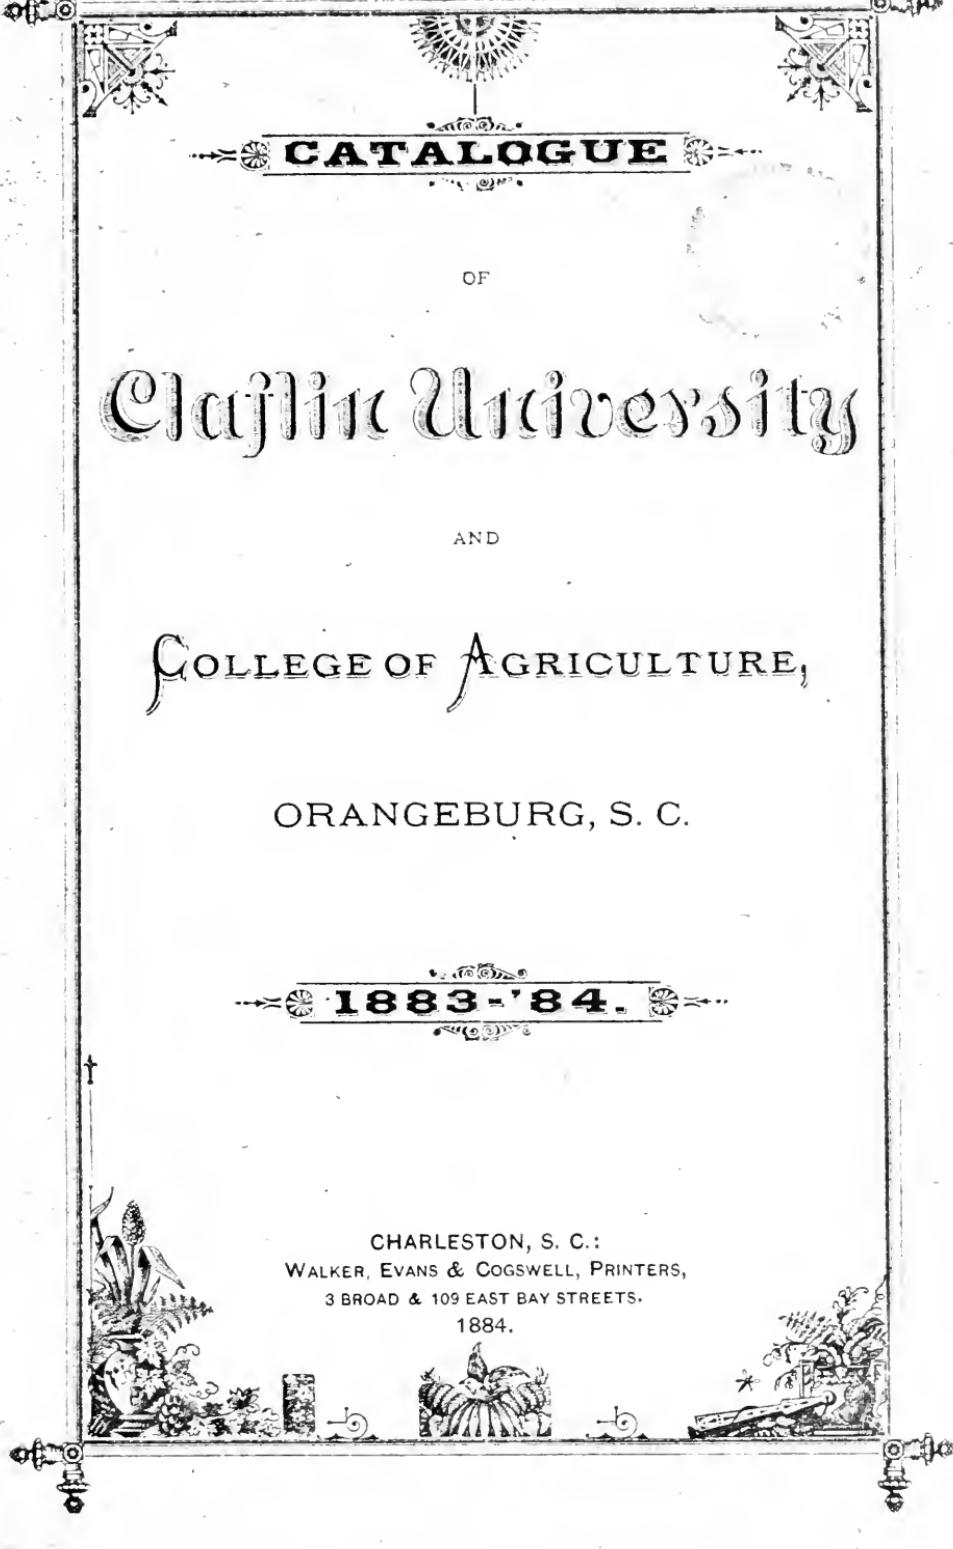 CATALOGUE
OF
Claflin University
AND
COLLEGE OF AGRICULTURE,
ORANGEBURG, S. C.
1883-'84.
CHARLESTON, S. C.:
WALKER, EVANS & COGSWELL, PRINTERS,
3 BROAD & 109 EAST BAY STREETS.
1884.